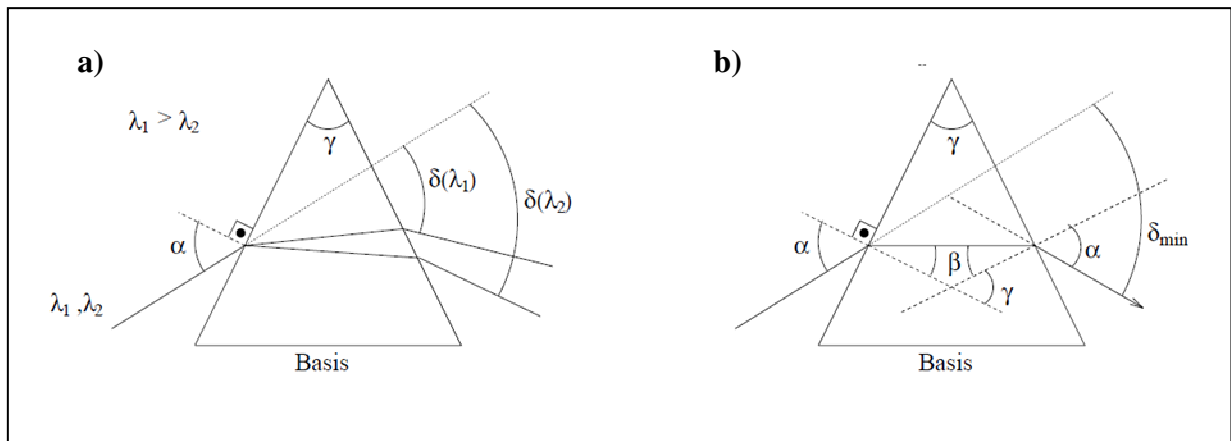 a)
λ₁ > λ₂
γ
δ(λ₁)
δ(λ₂)
α
λ₁ ,λ₂
Basis
b)
--
γ
α
β
γ
α
δmin
Basis